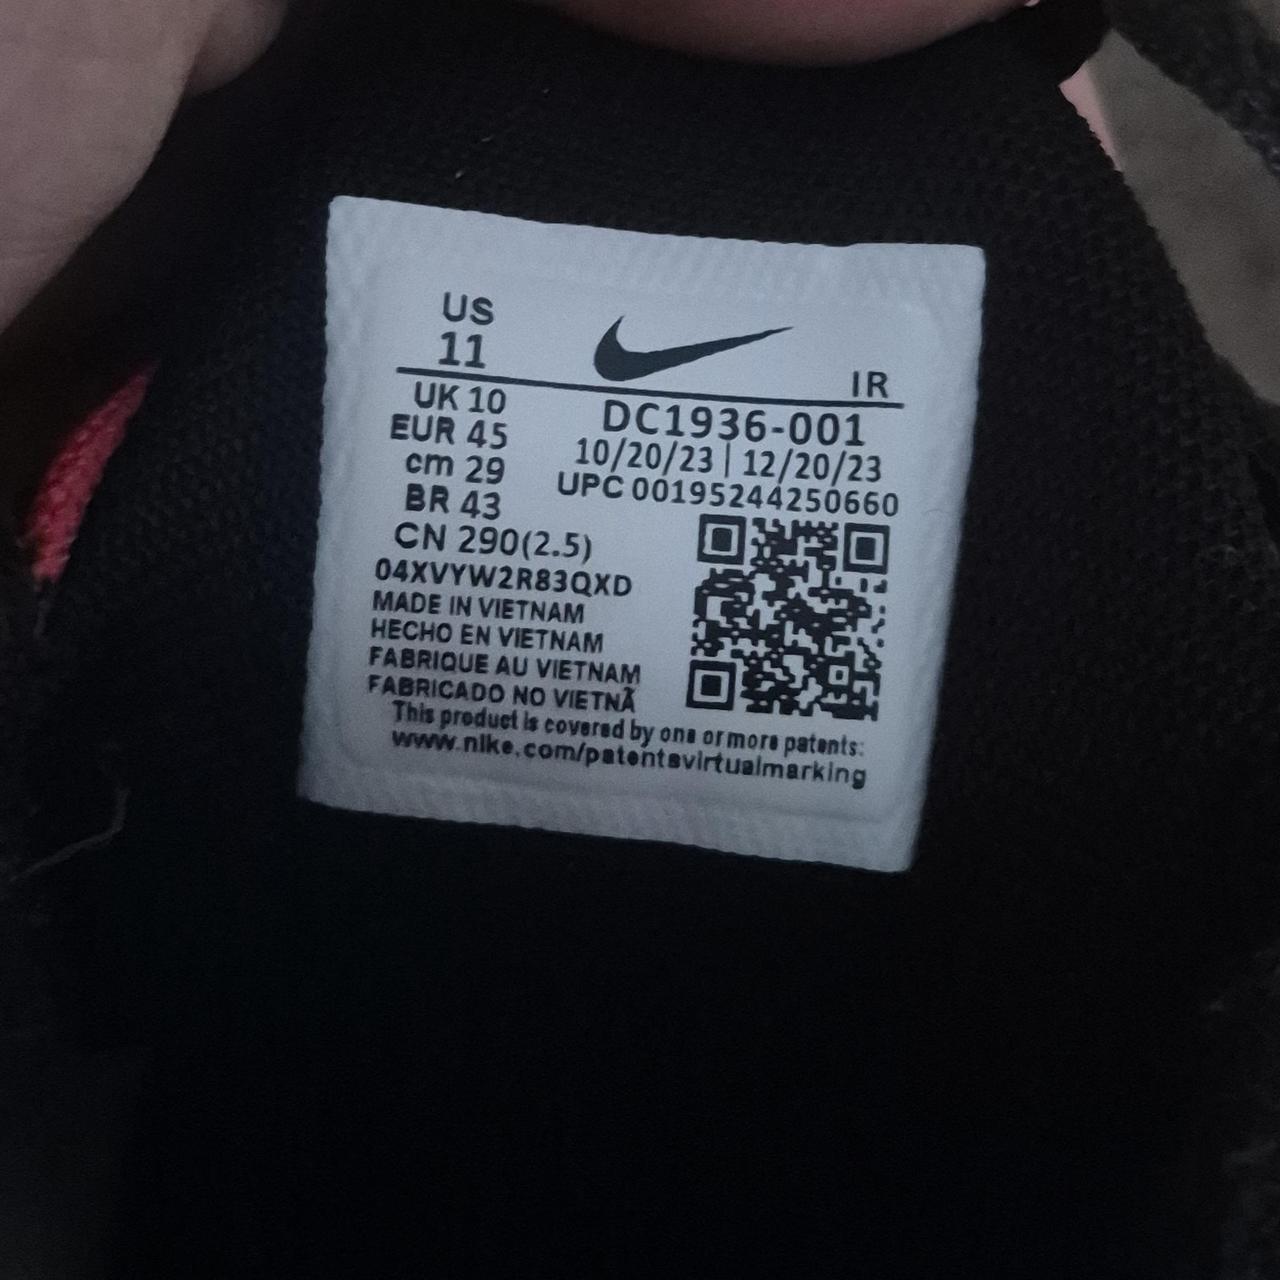 US
11
IR
UK 10
EUR 45
cm 29
BR 43
CN 290(2.5)
DC1936-001
10/20/23 | 12/20/23
UPC 00195244250660
04XVYW2R83QXD
MADE IN VIETNAM
HECHO EN VIETNAM
FABRIQUE AU VIETNAM
FABRICADO NO VIETNÃ
This product is covered by one or more patents:
www.nike.com/patentsvirtualmarking